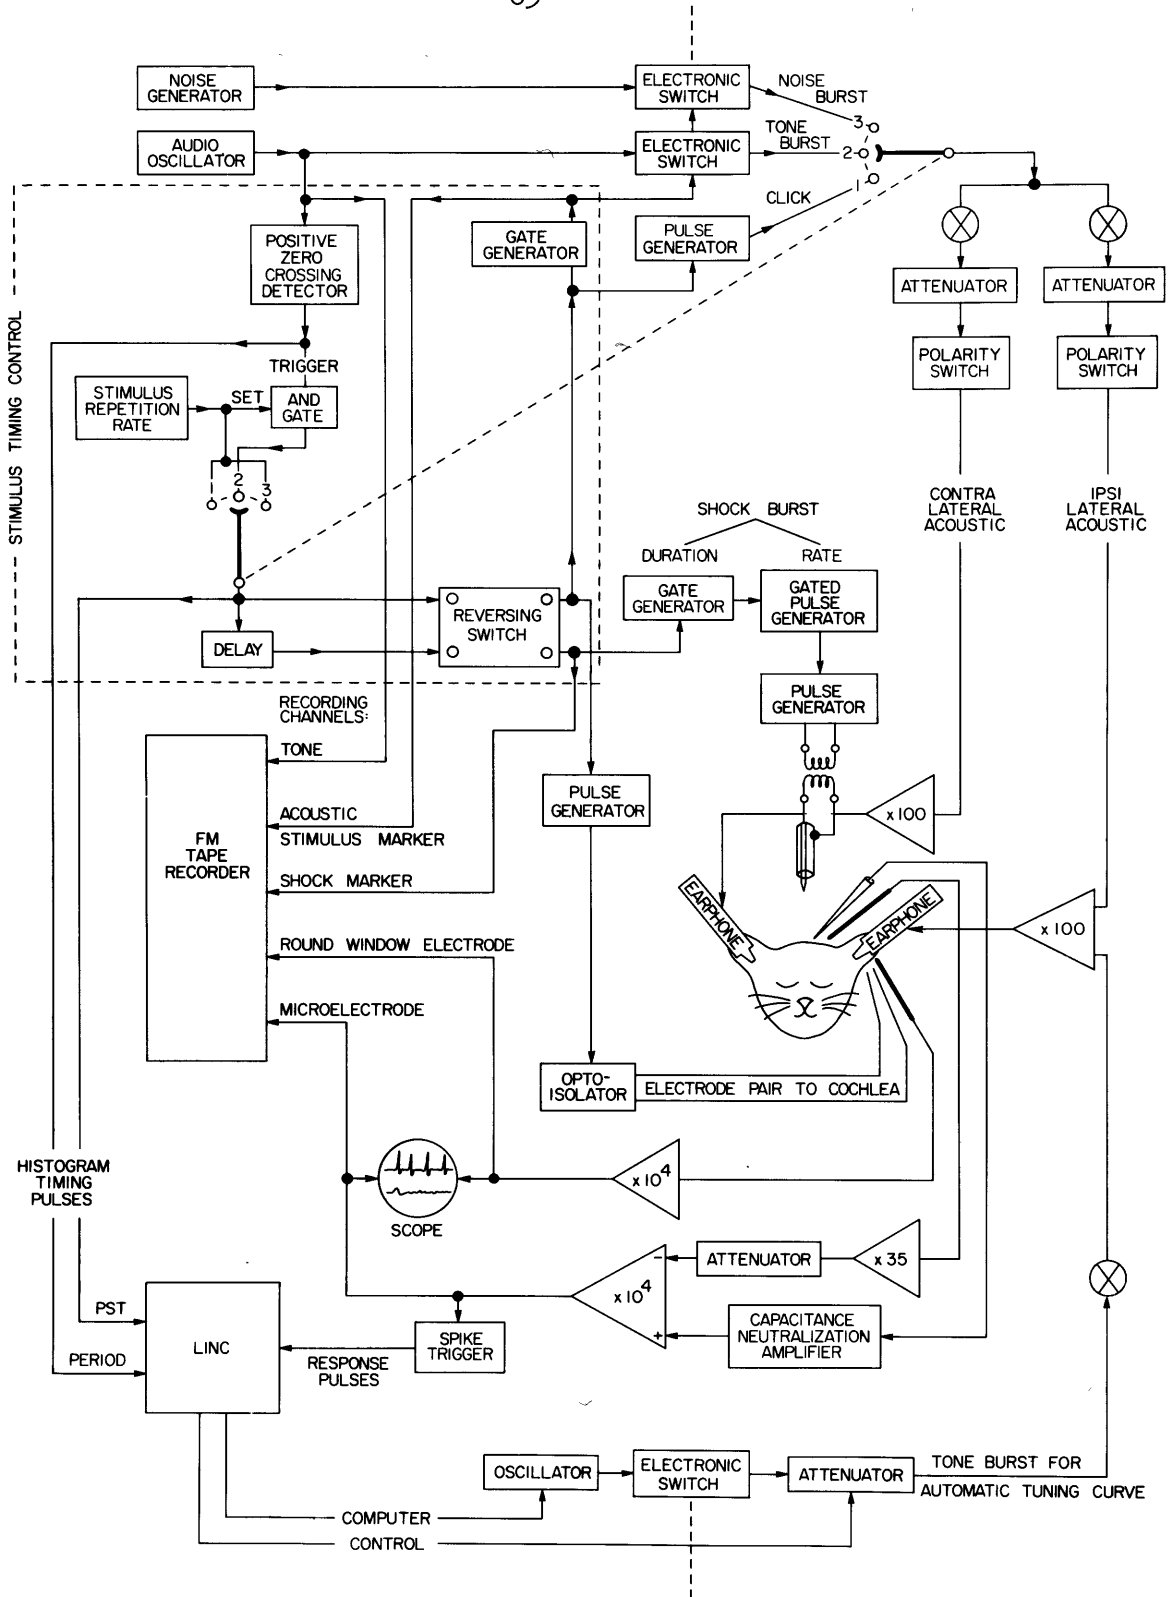 NOISE
GENERATOR
ELECTRONIC
SWITCH
NOISE
BURST
AUDIO
OSCILLATOR
ELECTRONIC
SWITCH
TONE
BURST
3
2
1
CLICK
POSITIVE
ZERO
CROSSING
DETECTOR
GATE
GENERATOR
PULSE
GENERATOR
ATTENUATOR
ATTENUATOR
POLARITY
SWITCH
POLARITY
SWITCH
STIMULUS TIMING CONTROL
TRIGGER
STIMULUS
REPETITION
RATE
SET
AND
GATE
2
3
CONTRA
LATERAL
ACOUSTIC
IPSI
LATERAL
ACOUSTIC
SHOCK BURST
DURATION
RATE
GATE
GENERATOR
GATED
PULSE
GENERATOR
REVERSING
SWITCH
DELAY
PULSE
GENERATOR
RECORDING
CHANNELS:
TONE
ACOUSTIC
STIMULUS MARKER
SHOCK MARKER
ROUND WINDOW ELECTRODE
MICROELECTRODE
FM
TAPE
RECORDER
PULSE
GENERATOR
x100
EARPHONE
EARPHONE
x100
OPTO-
ISOLATOR
ELECTRODE PAIR TO COCHLEA
HISTOGRAM
TIMING
PULSES
SCOPE
x10^4
x10^4
−
+
ATTENUATOR
x35
CAPACITANCE
NEUTRALIZATION
AMPLIFIER
PST
PERIOD
LINC
RESPONSE
PULSES
SPIKE
TRIGGER
OSCILLATOR
ELECTRONIC
SWITCH
ATTENUATOR
TONE BURST FOR
AUTOMATIC TUNING CURVE
COMPUTER
CONTROL